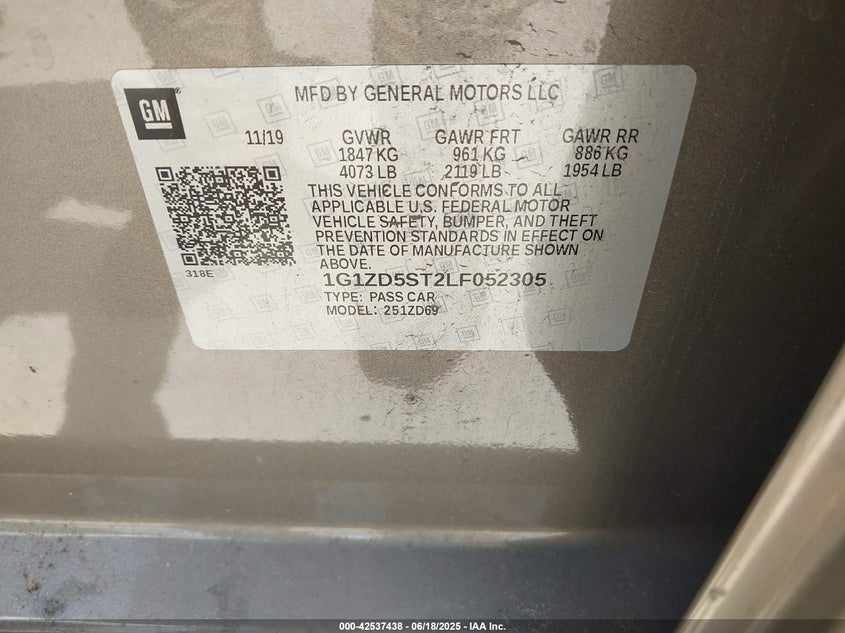 MFD BY GENERAL MOTORS LLC
GM
11/19 GVWR GAWR FRT GAWR RR
1847 KG 961 KG 886 KG
4073 LB 2119 LB 1954 LB
THIS VEHICLE CONFORMS TO ALL
APPLICABLE U.S. FEDERAL MOTOR
VEHICLE SAFETY, BUMPER, AND THEFT
PREVENTION STANDARDS IN EFFECT ON
THE DATE OF MANUFACTURE SHOWN
ABOVE.
318E
1G1ZD5ST2LF052305
TYPE: PASS CAR
MODEL: 251ZD69
000-42537438 - 06/18/2025 - IAA Inc.